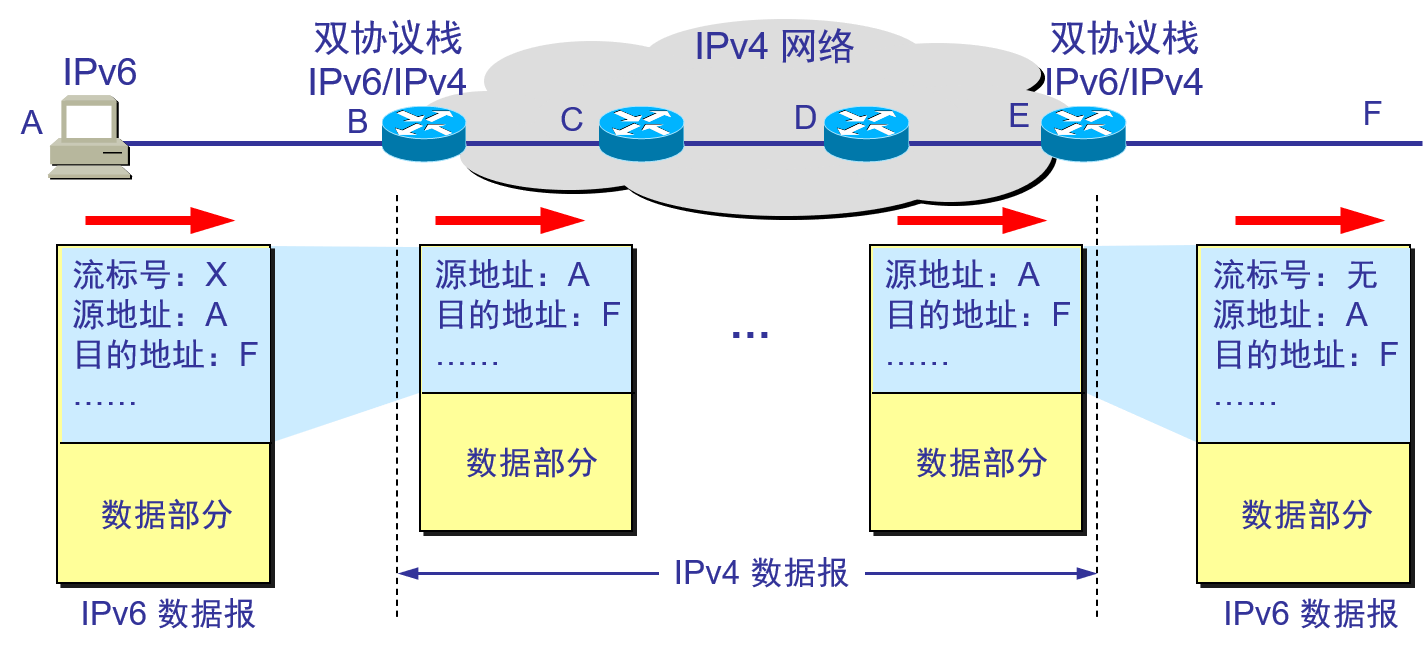 双协议栈
IPv6/IPv4
IPv4 网络
双协议栈
IPv6/IPv4
IPv6
A
B
C
D
E
F
流标号：X
源地址：A
目的地址：F
……
数据部分
IPv6 数据报
源地址：A
目的地址：F
……
数据部分
…
源地址：A
目的地址：F
……
数据部分
IPv4 数据报
流标号：无
源地址：A
目的地址：F
……
数据部分
IPv6 数据报